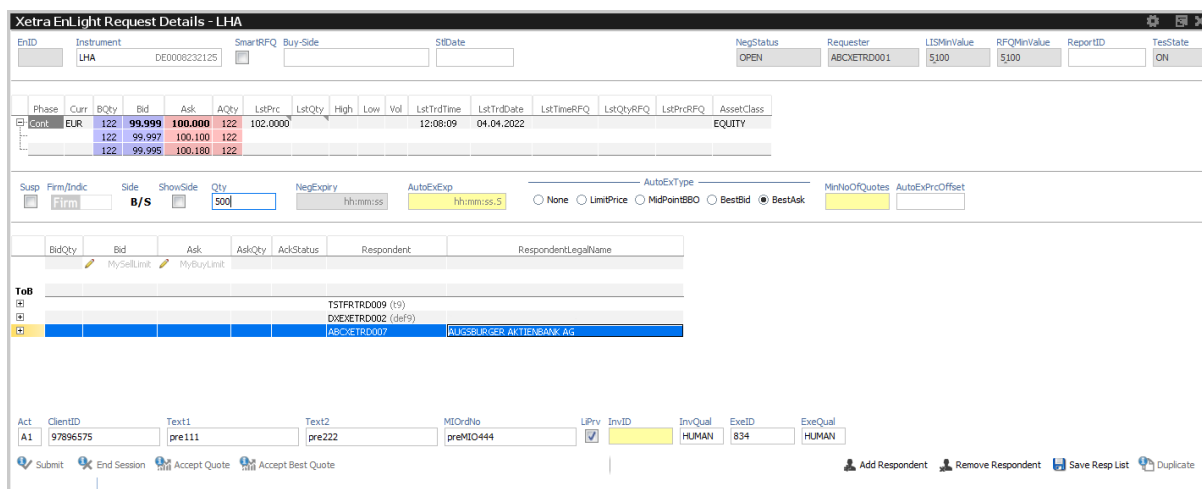 Xetra EnLight Request Details - LHA
EnID Instrument SmartRFQ Buy-Side StlDate NegStatus Requester LISMinValue RFQMinValue ReportID TesState
LHA DE0008232125 OPEN ABCXETRD001 5,100 5,100 ON
Phase Curr BQty Bid Ask AQty LstPrc LstQty High Low Vol LstTrdTime LstTrdDate LstTimeRFQ LstQtyRFQ LstPrcRFQ AssetClass
Cont EUR 122 99.999 100.000 122 102.0000 12:08:09 04.04.2022 EQUITY
122 99.997 100.100 122
122 99.995 100.180 122
AutoExType
Susp Firm/Indic Side ShowSide Qty NegExpiry AutoExExp MinNoOfQuotes AutoExPrcOffset
Firm B/S 500 hh:mm:ss hh:mm:ss.S None LimitPrice MidPointBBO BestBid BestAsk
BidQty Bid Ask AskQty AckStatus Respondent RespondentLegalName
MySellLimit MyBuyLimit
ToB
TSTFRTRD009 (t9)
DXEXETRD002 (def9)
ABCXETRD007 AUGSBURGER AKTIENBANK AG
Act ClientID Text1 Text2 MIOrdNo LiPrv InvID InvQual ExeID ExeQual
A1 97896575 pre111 pre222 preMIO444 HUMAN 834 HUMAN
Submit End Session Accept Quote Accept Best Quote Add Respondent Remove Respondent Save Resp List Duplicate